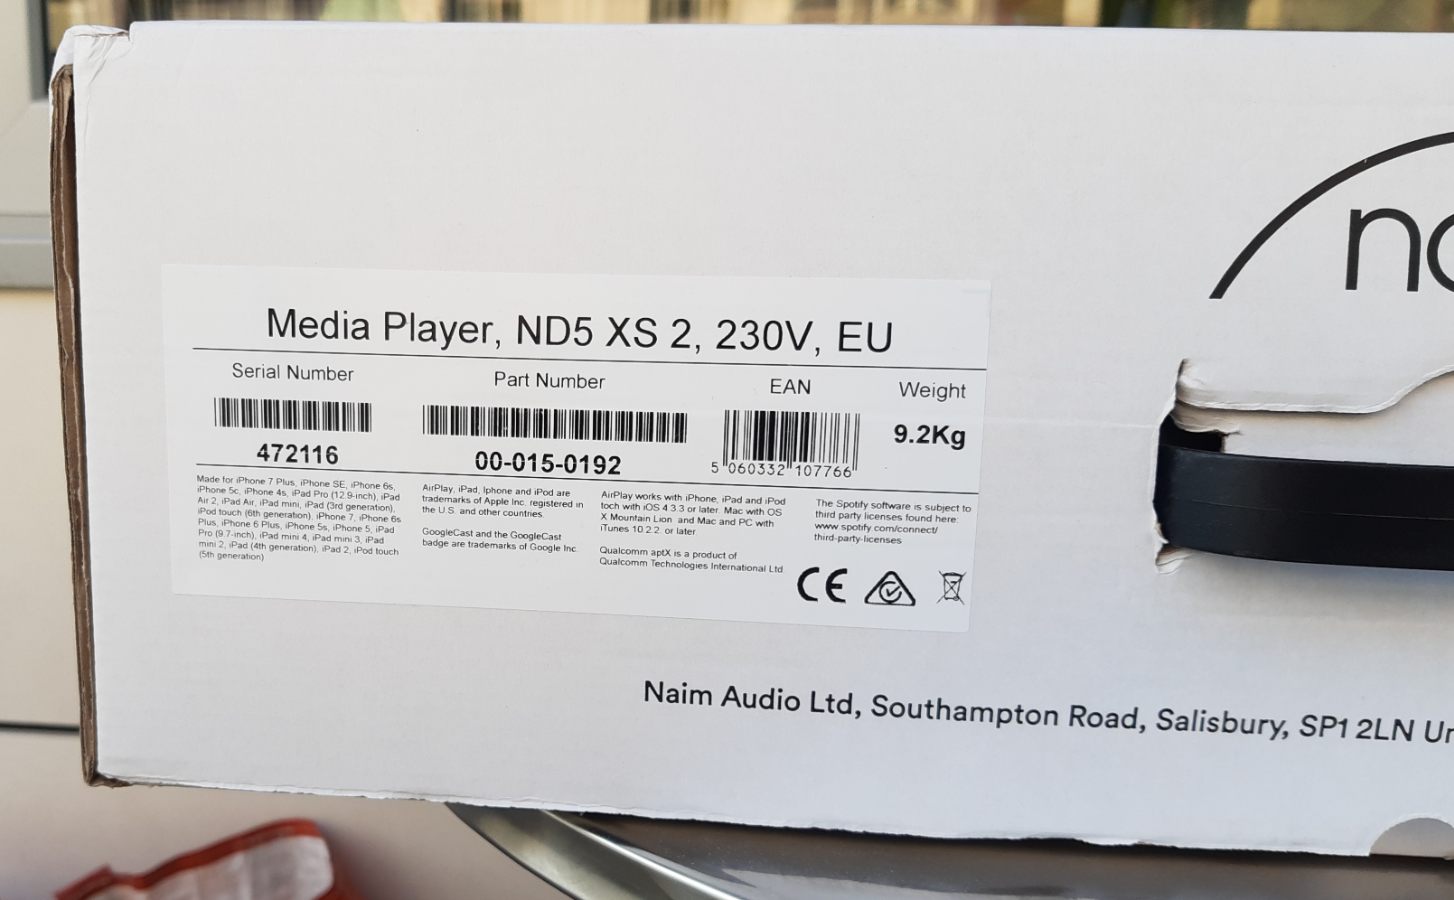 Media Player, ND5 XS 2, 230V, EU
Serial Number
472116
Part Number
00-015-0192
EAN
5 060332 107766
Weight
9.2Kg
Made for iPhone 7 Plus, iPhone SE, iPhone 6s,
iPhone 5c, iPhone 4s, iPad Pro (12.9-inch), iPad
Air 2, iPad Air, iPad mini, iPad (3rd generation),
iPod touch (6th generation), iPhone 7, iPhone 6s
Plus, iPhone 6 Plus, iPhone 5s, iPhone 5, iPad
Pro (9.7-inch), iPad mini 4, iPad mini 3, iPad
mini 2, iPad (4th generation), iPad 2, iPod touch
(5th generation)
AirPlay, iPad, Iphone and iPod are
trademarks of Apple Inc. registered in
the U.S. and other countries.
GoogleCast and the GoogleCast
badge are trademarks of Google Inc.
AirPlay works with iPhone, iPad and iPod
toch with iOS 4.3.3 or later. Mac with OS
X Mountain Lion and Mac and PC with
iTunes 10.2.2. or later
Qualcomm aptX is a product of
Qualcomm Technologies International Ltd
The Spotify software is subject to
third party licenses found here:
www.spotify.com/connect/
third-party-licenses
CE
Naim Audio Ltd, Southampton Road, Salisbury, SP1 2LN